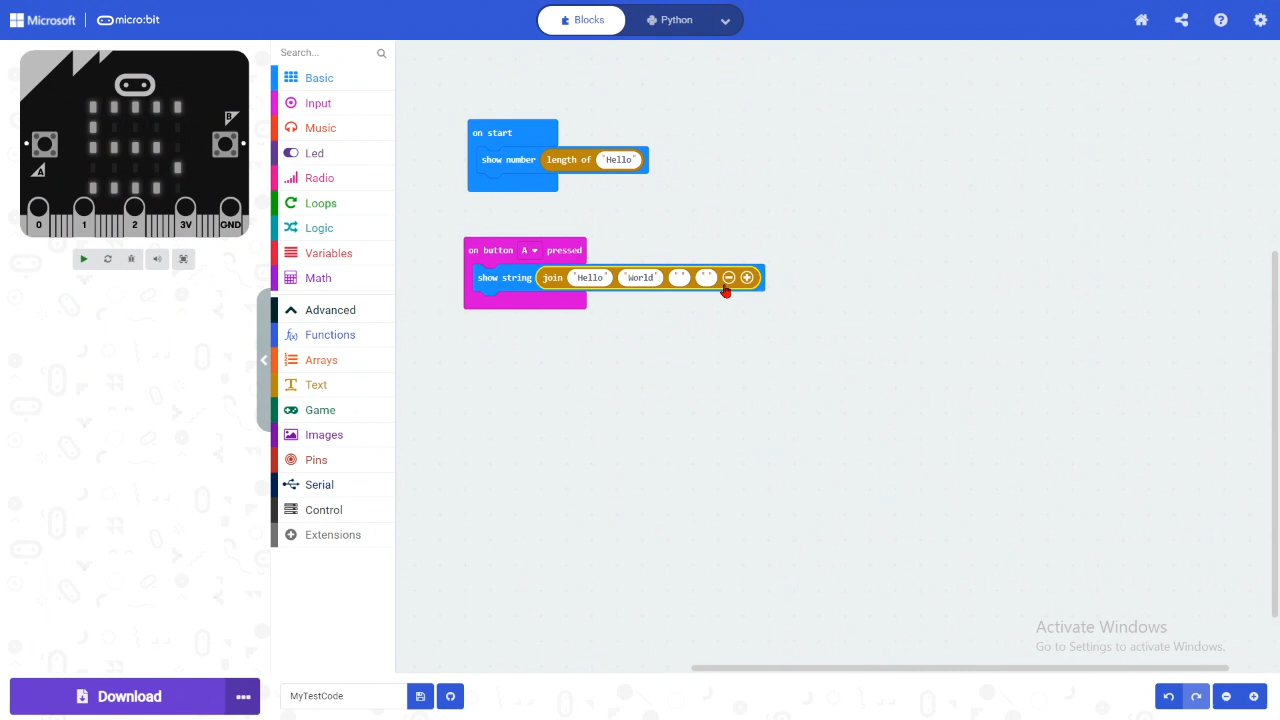 Microsoft | micro:bit
Blocks
Python
B
A
0 1 2 3V GND
Search...
Basic
Input
Music
Led
Radio
Loops
Logic
Variables
Math
Advanced
Functions
Arrays
Text
Game
Images
Pins
Serial
Control
Extensions
on start
show number length of "Hello"
on button A pressed
show string join "Hello" "World" " " " "
Activate Windows
Go to Settings to activate Windows.
Download
MyTestCode